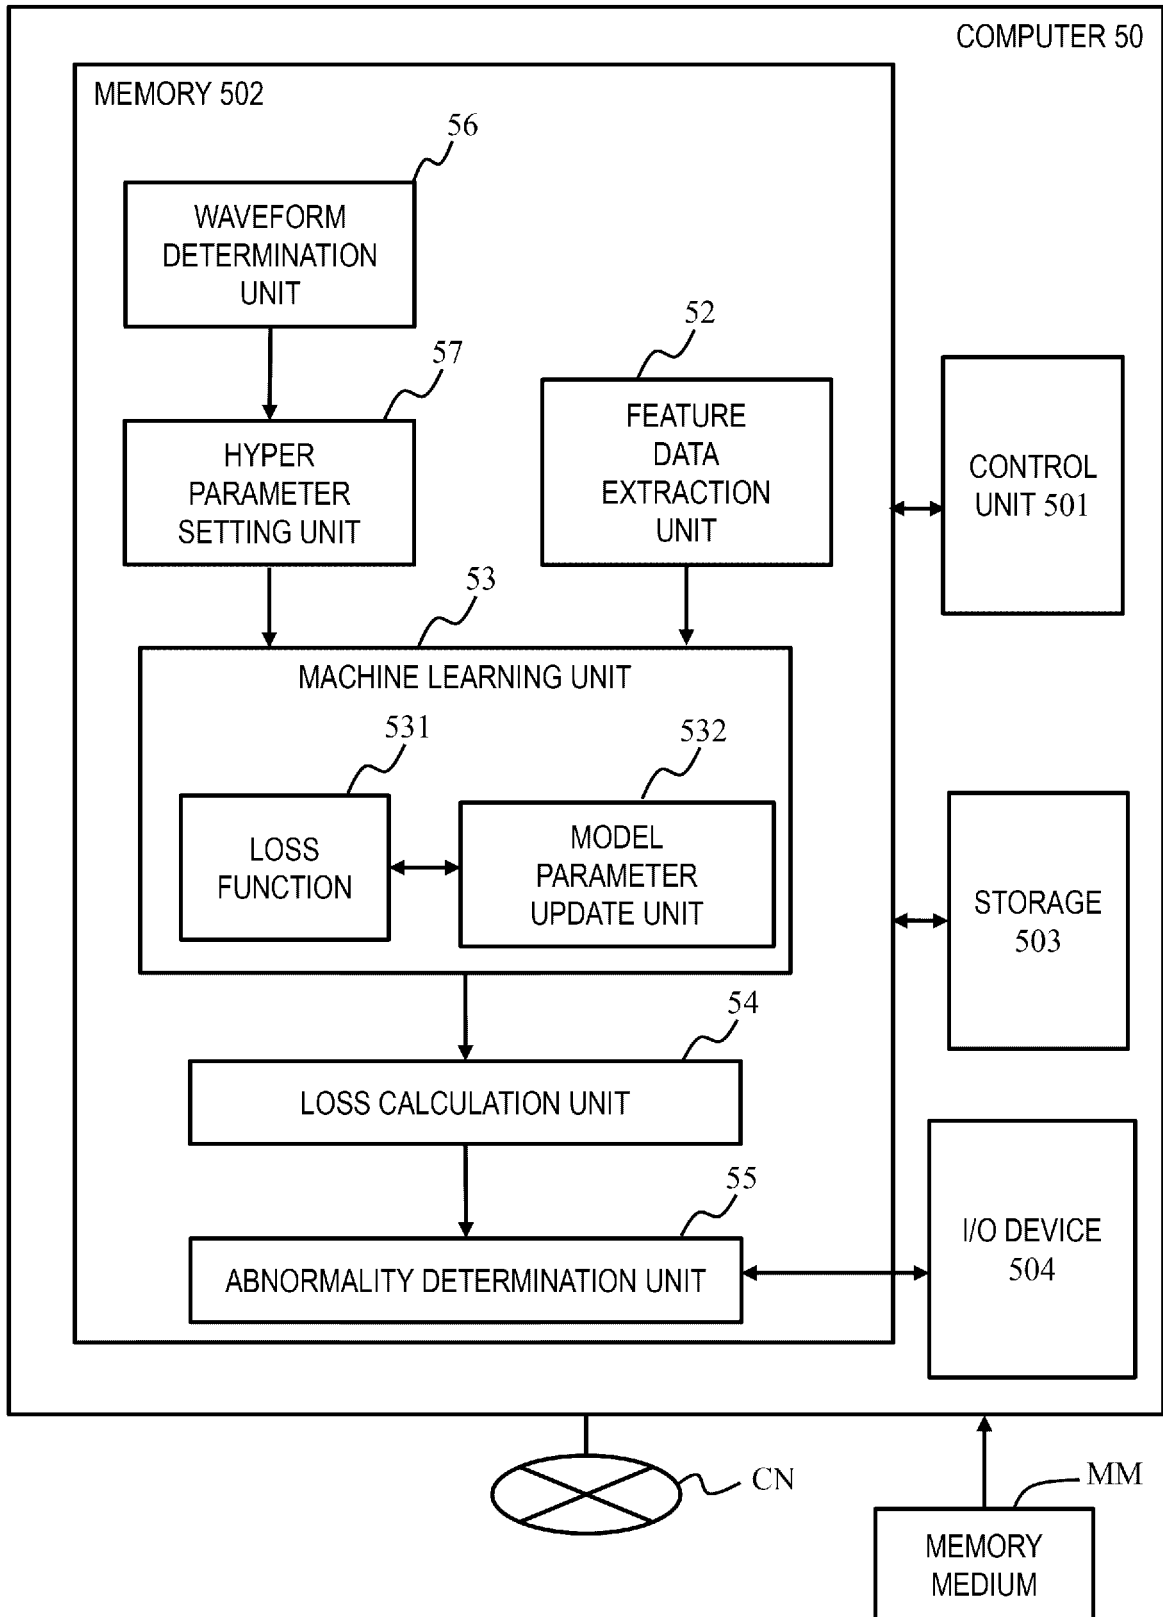 COMPUTER 50
MEMORY 502
56
WAVEFORM
DETERMINATION
UNIT
52
57
FEATURE
DATA
EXTRACTION
UNIT
HYPER
PARAMETER
SETTING UNIT
CONTROL
UNIT 501
53
MACHINE LEARNING UNIT
531
532
LOSS
FUNCTION
MODEL
PARAMETER
UPDATE UNIT
STORAGE
503
54
LOSS CALCULATION UNIT
55
ABNORMALITY DETERMINATION UNIT
I/O DEVICE
504
CN
MM
MEMORY
MEDIUM